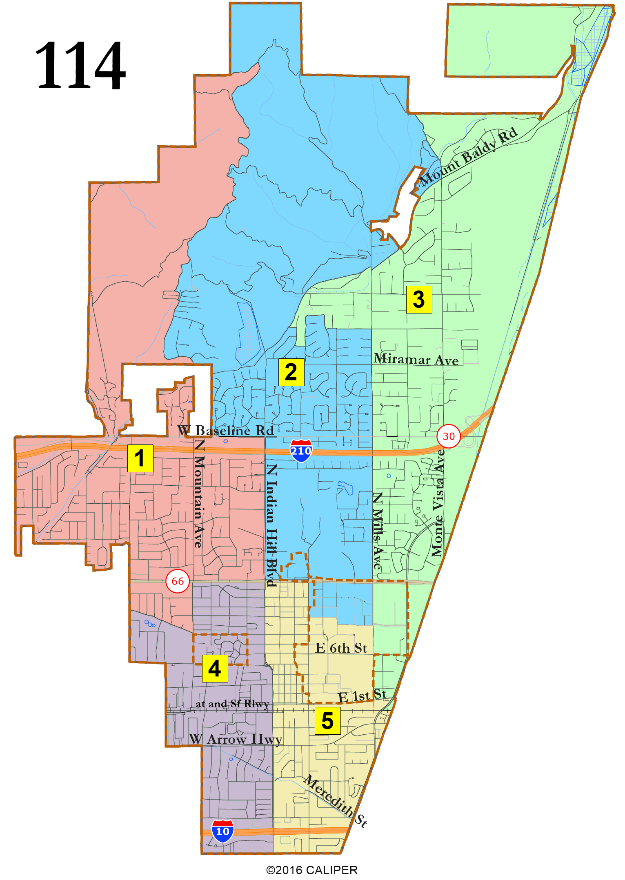 114
Mount Baldy Rd
3
Miramar Ave
2
W Baseline Rd
30
1
210
N Mountain Ave
N Indian Hill Blvd
N Mills Ave
Monte Vista Ave
66
E 6th St
4
E 1st St
at and Sf Rlwy
5
W Arrow Hwy
Meredith St
10
©2016 CALIPER